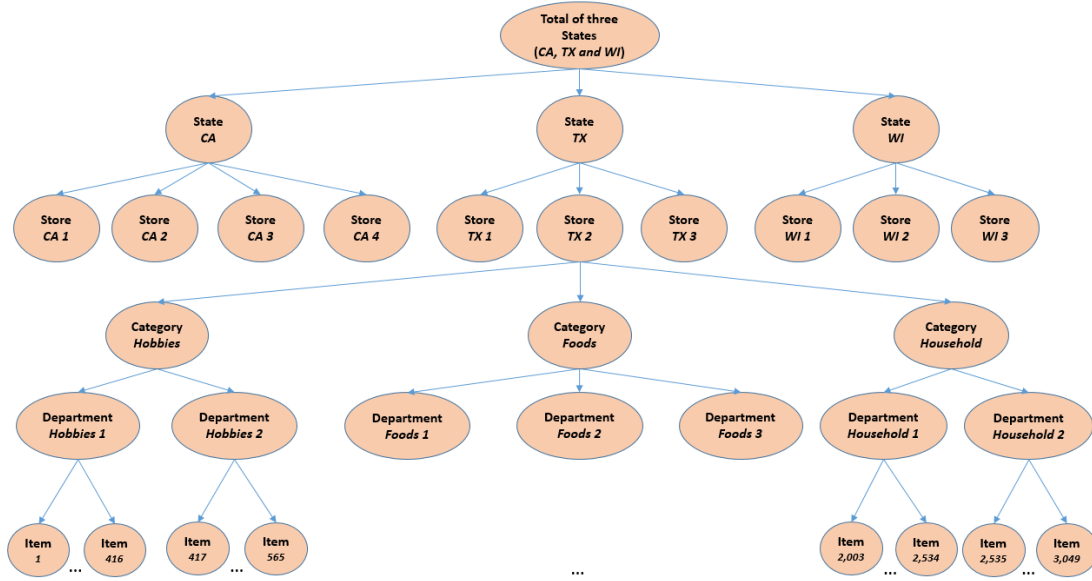 Total of three
States
(CA, TX and WI)
State
CA
State
TX
State
WI
Store
CA 1
Store
CA 2
Store
CA 3
Store
CA 4
Store
TX 1
Store
TX 2
Store
TX 3
Store
WI 1
Store
WI 2
Store
WI 3
Category
Hobbies
Category
Foods
Category
Household
Department
Hobbies 1
Department
Hobbies 2
Department
Foods 1
Department
Foods 2
Department
Foods 3
Department
Household 1
Department
Household 2
Item
1
...
Item
416
Item
417
...
Item
565
...
Item
2,003
...
Item
2,534
Item
2,535
...
Item
3,049